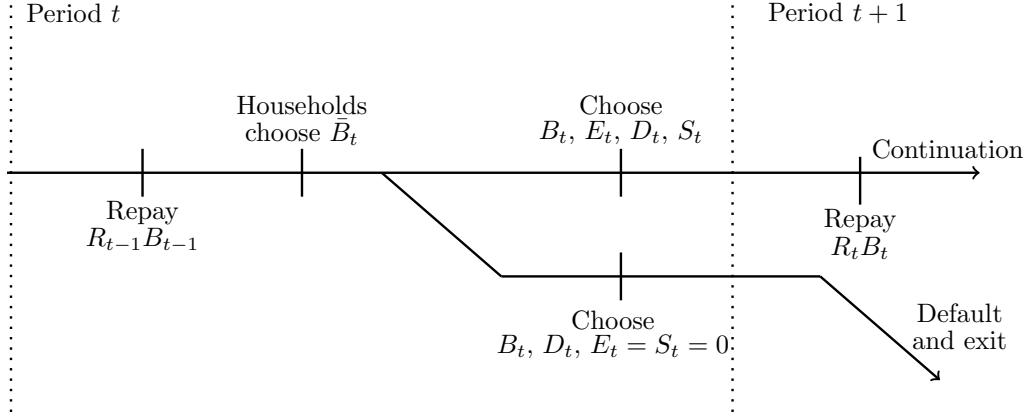 Period t
Period t + 1
Households
choose B̄_t
Choose
B_t, E_t, D_t, S_t
Continuation
Repay
R_{t−1}B_{t−1}
Repay
R_tB_t
Choose
B_t, D_t, E_t = S_t = 0
Default
and exit